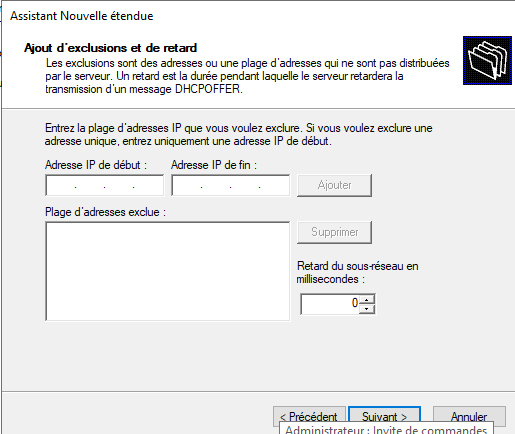 Assistant Nouvelle étendue
Ajout d'exclusions et de retard
Les exclusions sont des adresses ou une plage d'adresses qui ne sont pas distribuées
par le serveur. Un retard est la durée pendant laquelle le serveur retardera la
transmission d'un message DHCPOFFER.
Entrez la plage d'adresses IP que vous voulez exclure. Si vous voulez exclure une
adresse unique, entrez uniquement une adresse IP de début.
Adresse IP de début : Adresse IP de fin :
. . . . . . Ajouter
Plage d'adresses exclue :
Supprimer
Retard du sous-réseau en
millisecondes :
0
< Précédent Suivant > Annuler
Administrateur : Invite de commandes